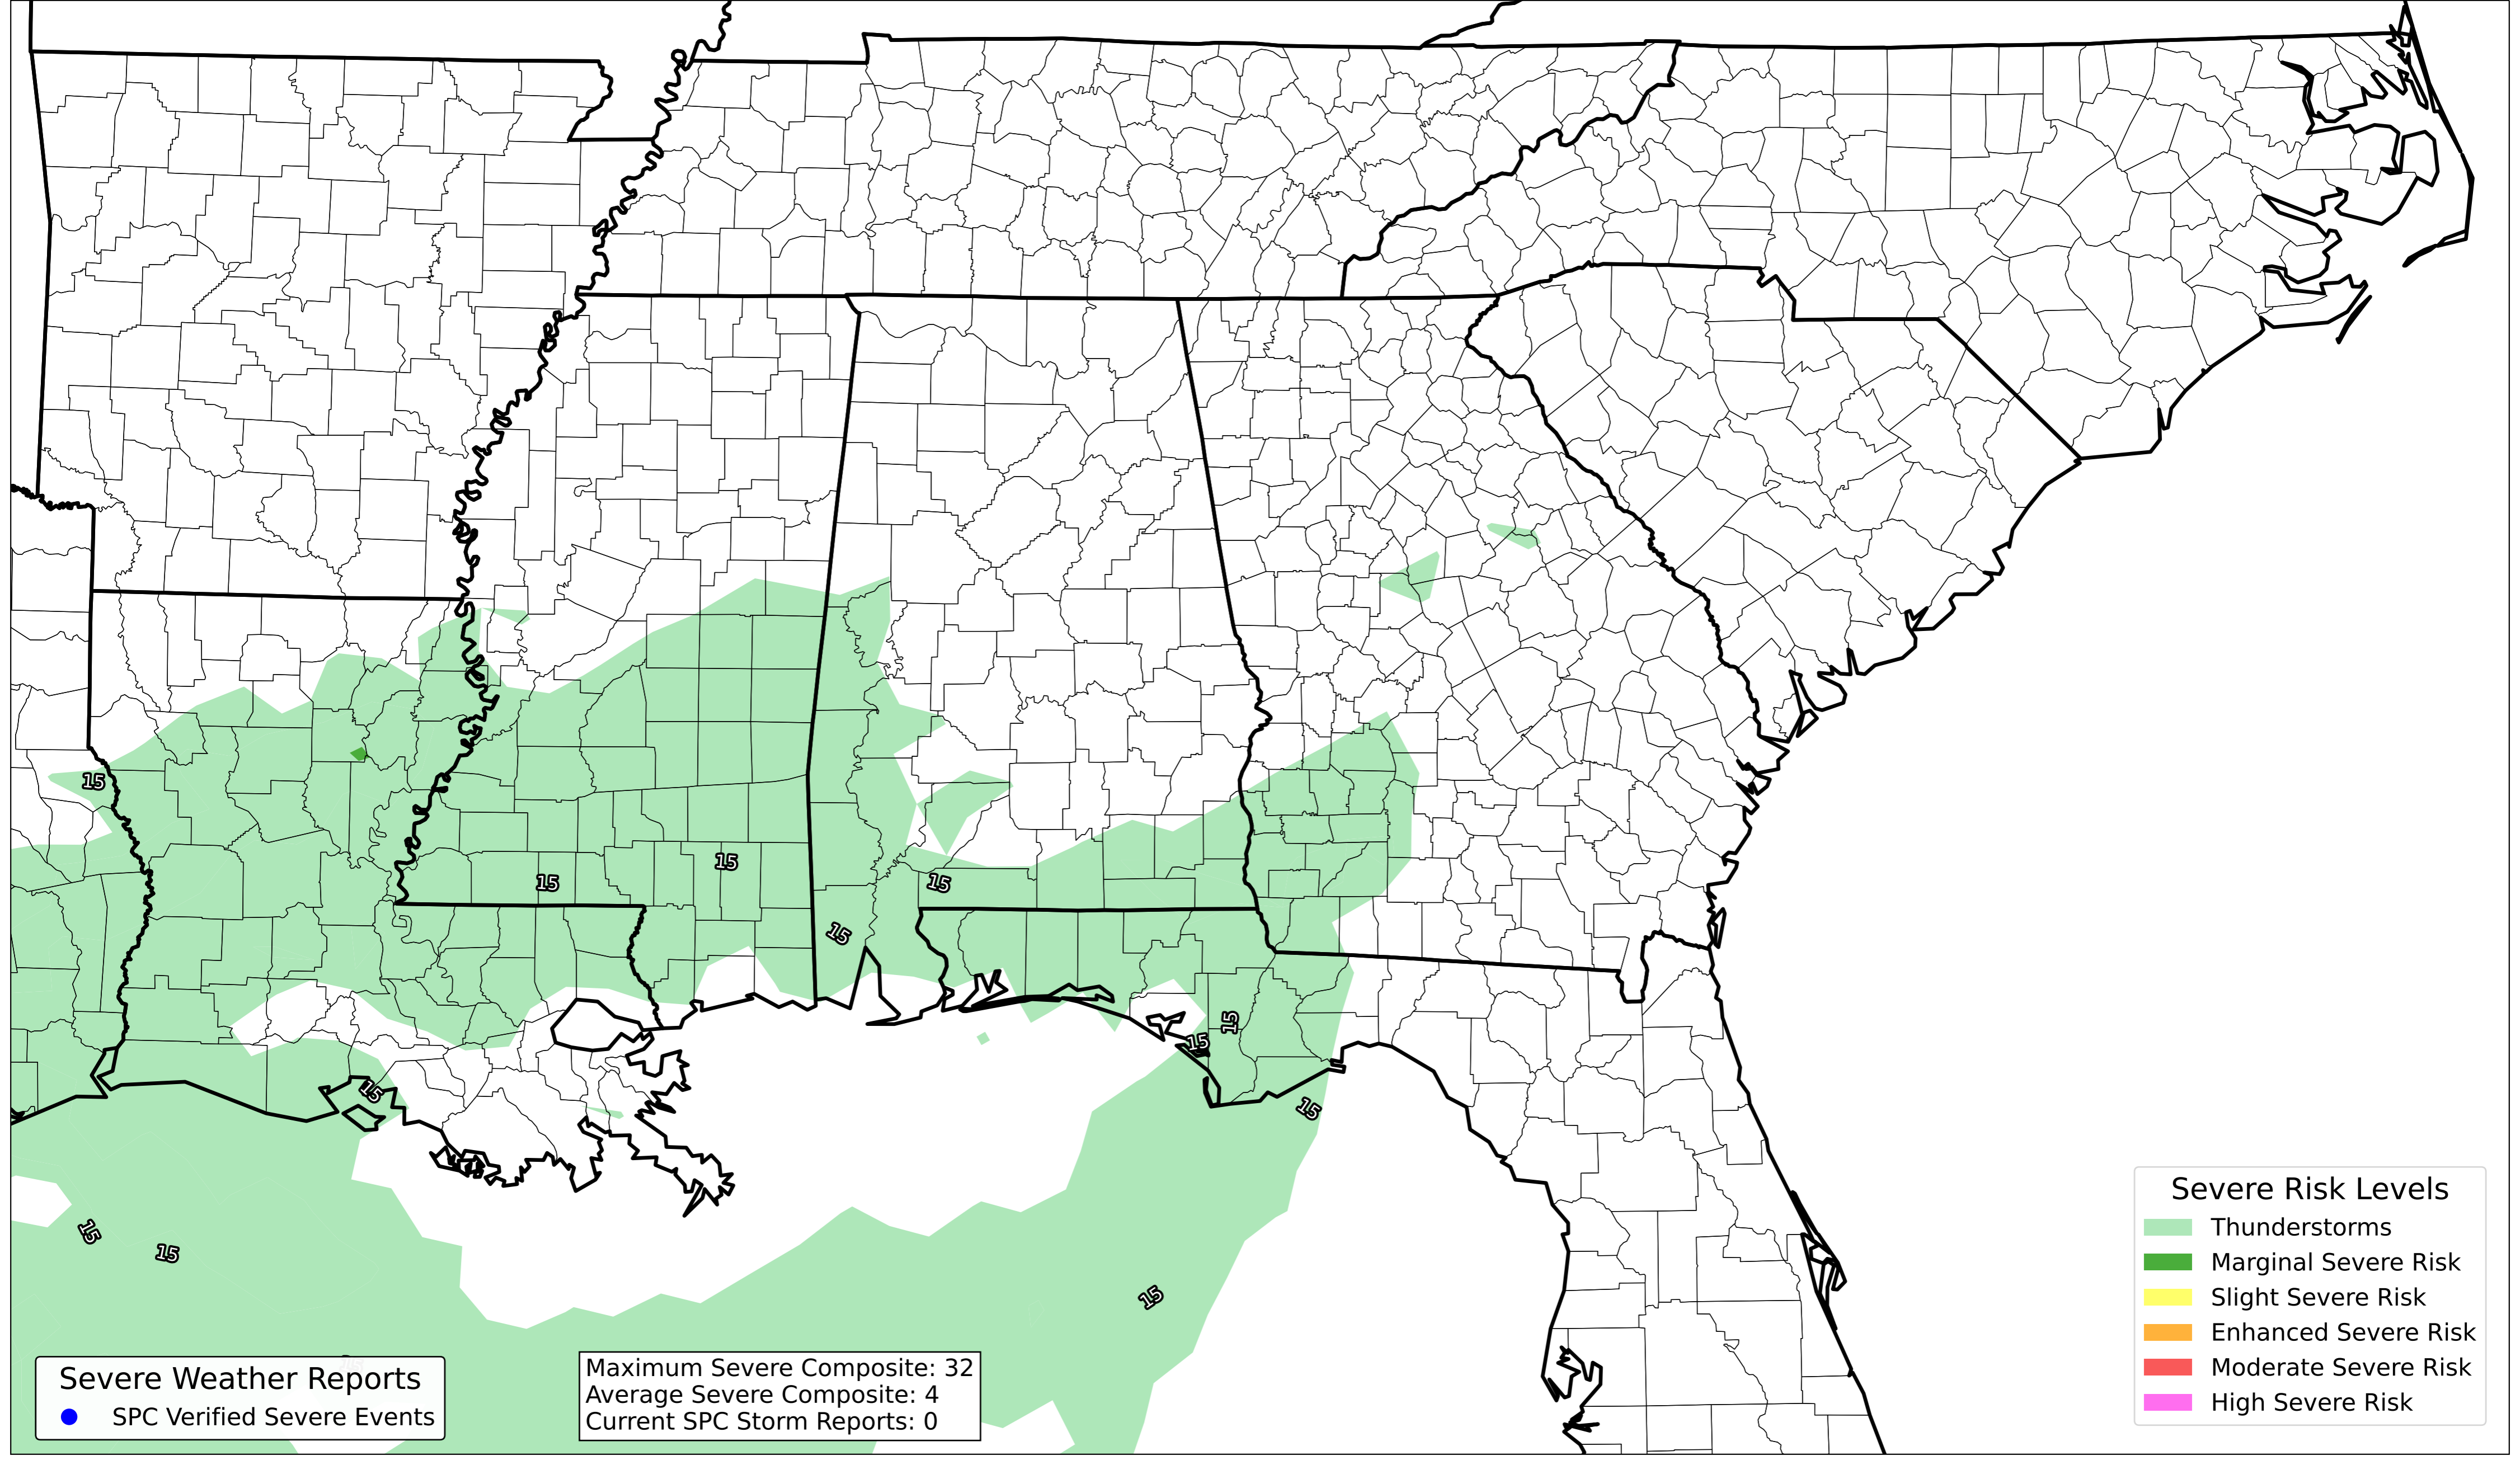 15
15
15
15
15
15
15
15
15
15
15
15
Severe Risk Levels
Thunderstorms
Marginal Severe Risk
Slight Severe Risk
Enhanced Severe Risk
Moderate Severe Risk
High Severe Risk
Severe Weather Reports
SPC Verified Severe Events
Maximum Severe Composite: 32
Average Severe Composite: 4
Current SPC Storm Reports: 0